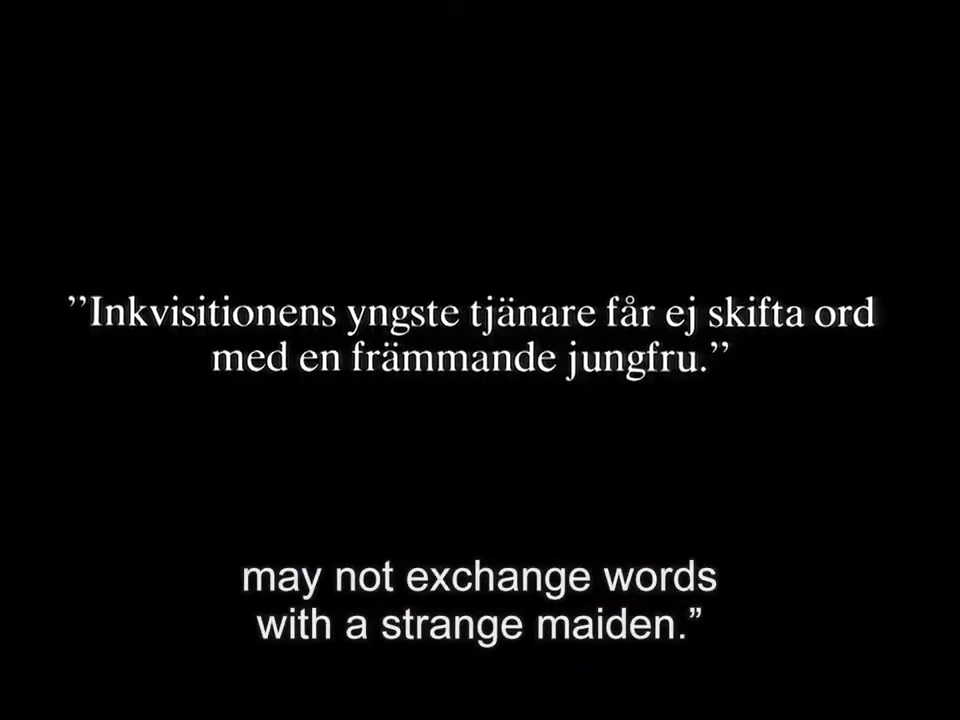 ”Inkvisitionens yngste tjänare får ej skifta ord
med en främmande jungfru.”
may not exchange words
with a strange maiden.”